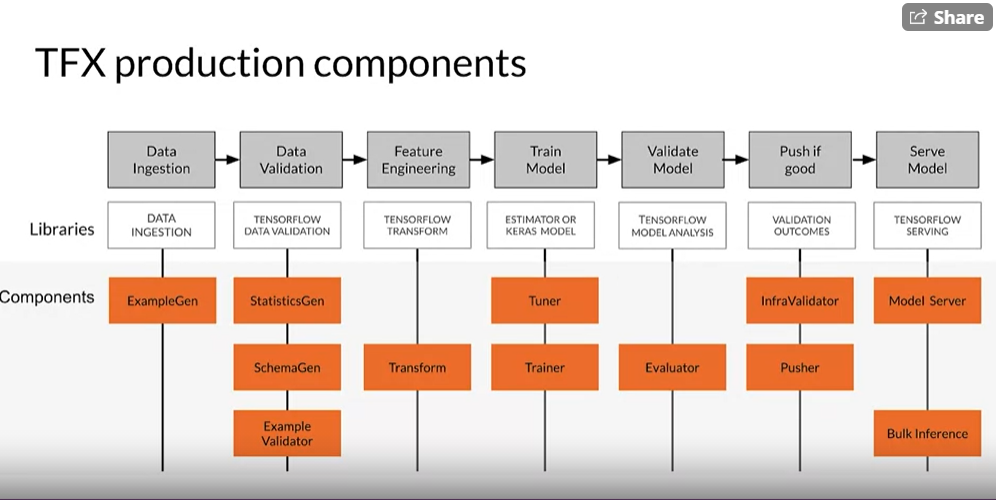 Share
TFX production components
Data
Ingestion
Data
Validation
Feature
Engineering
Train
Model
Validate
Model
Push if
good
Serve
Model
Libraries
DATA
INGESTION
TENSORFLOW
DATA VALIDATION
TENSORFLOW
TRANSFORM
ESTIMATOR OR
KERAS MODEL
TENSORFLOW
MODEL ANALYSIS
VALIDATION
OUTCOMES
TENSORFLOW
SERVING
Components
ExampleGen
StatisticsGen
Tuner
InfraValidator
Model Server
SchemaGen
Transform
Trainer
Evaluator
Pusher
Example
Validator
Bulk Inference